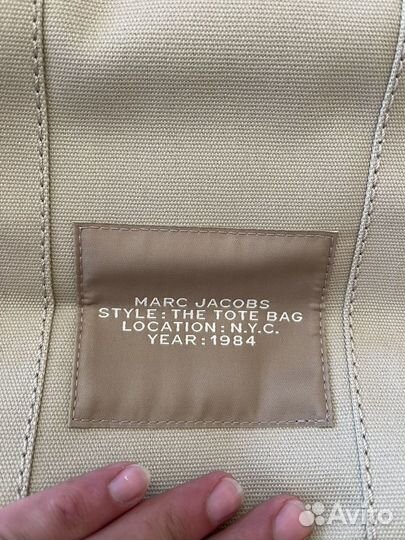 MARC JACOBS
STYLE: THE TOTE BAG
LOCATION: N.Y.C.
YEAR: 1984
Avito